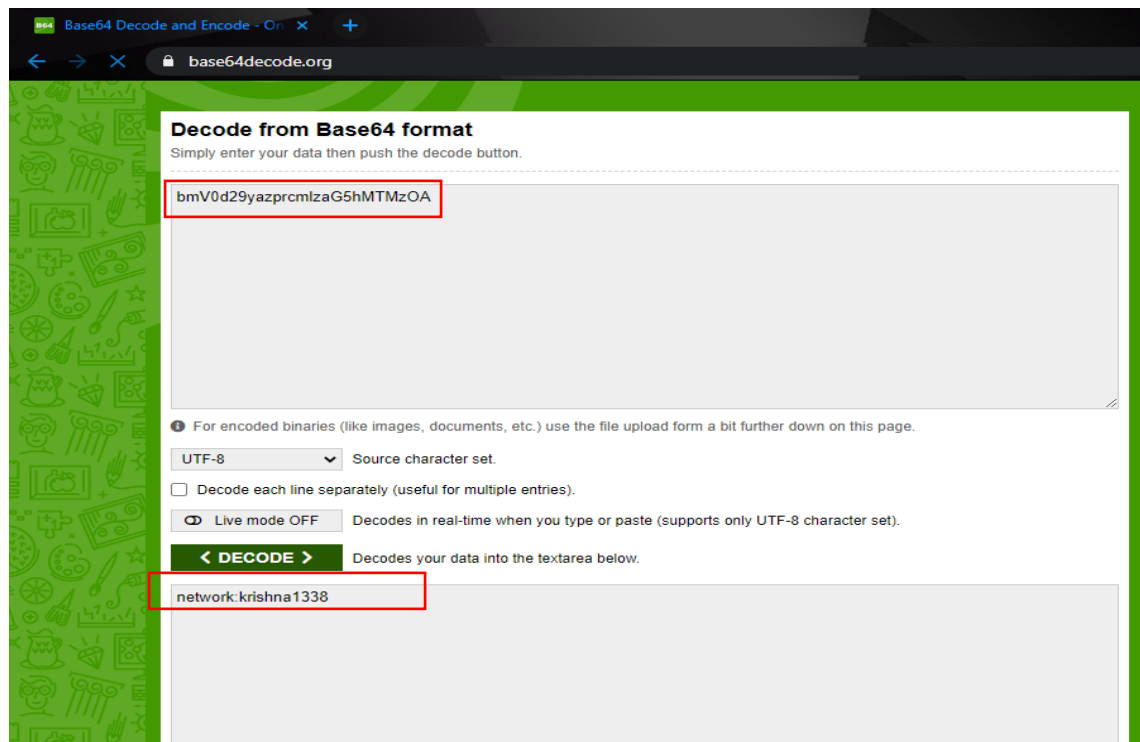 B64 Base64 Decode and Encode - On
base64decode.org
Decode from Base64 format
Simply enter your data then push the decode button.
bmV0d29yazprcmlzaG5hMTMzOA
For encoded binaries (like images, documents, etc.) use the file upload form a bit further down on this page.
UTF-8 Source character set.
Decode each line separately (useful for multiple entries).
Live mode OFF Decodes in real-time when you type or paste (supports only UTF-8 character set).
< DECODE > Decodes your data into the textarea below.
network:krishna1338